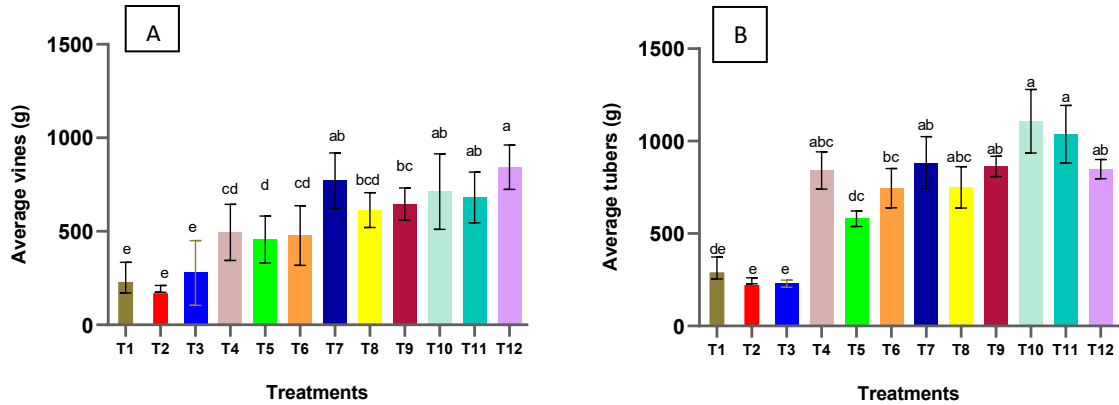 A
1500
1000
500
0
Average vines (g)
e e e cd d cd ab bcd bc ab ab a
T1 T2 T3 T4 T5 T6 T7 T8 T9 T10 T11 T12
Treatments
B
1500
1000
500
0
Average tubers (g)
de e e abc dc bc ab abc ab a a ab
T1 T2 T3 T4 T5 T6 T7 T8 T9 T10 T11 T12
Treatments